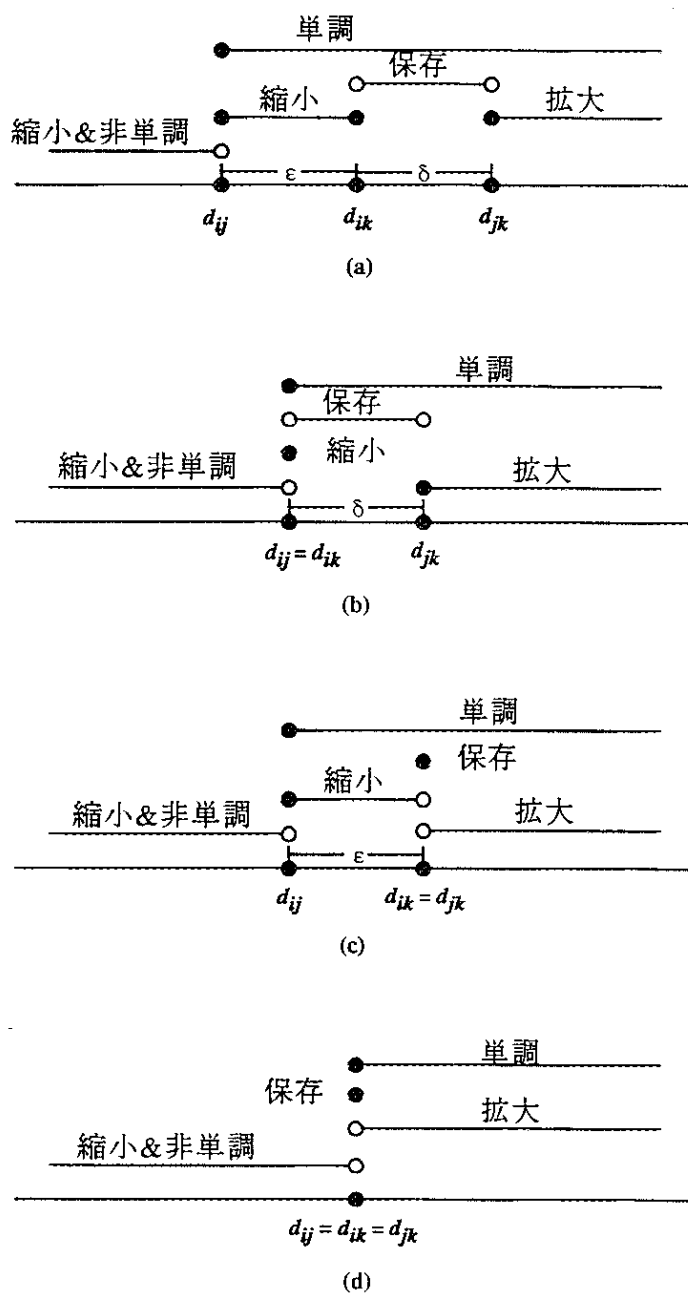 単調
保存
縮小
拡大
縮小&非単調
ε
δ
d_ij
d_ik
d_jk
(a)
単調
保存
縮小
縮小&非単調
拡大
δ
d_ij = d_ik
d_jk
(b)
単調
保存
縮小
縮小&非単調
拡大
ε
d_ij
d_ik = d_jk
(c)
単調
保存
拡大
縮小&非単調
d_ij = d_ik = d_jk
(d)